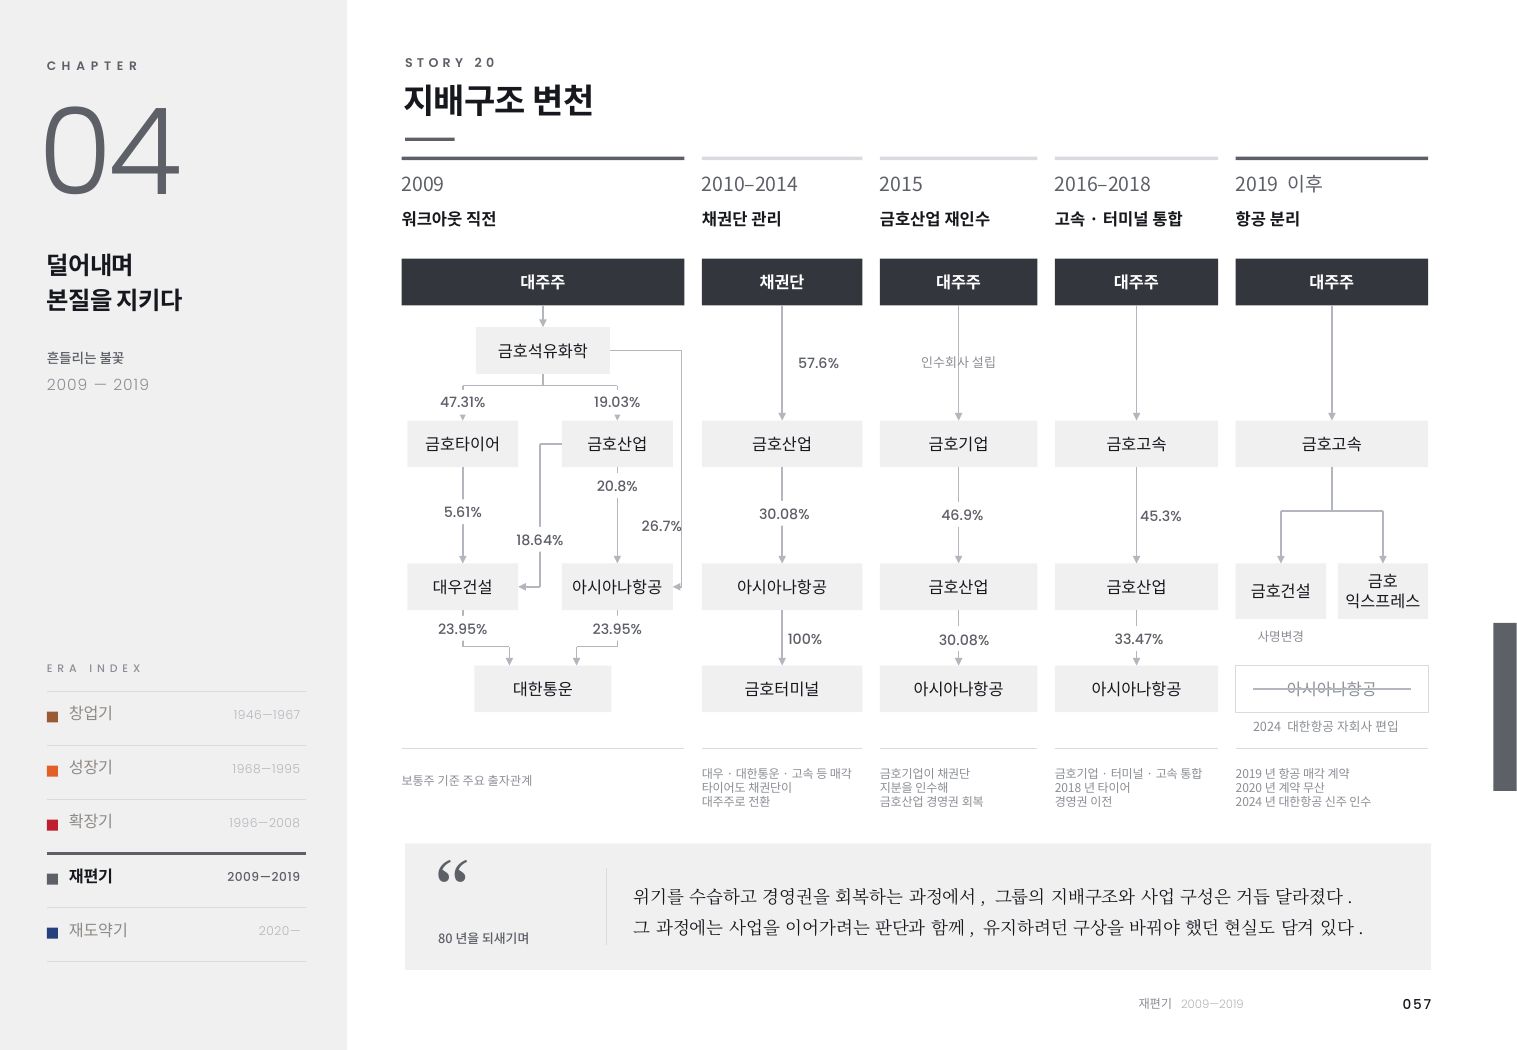 CHAPTER
04
덜어내며
본질을 지키다
흔들리는 불꽃
2009 — 2019
ERA INDEX
창업기 1946—1967
성장기 1968—1995
확장기 1996—2008
재편기 2009—2019
재도약기 2020—
STORY 20
지배구조 변천
2009
워크아웃 직전
대주주
금호석유화학
47.31% 19.03%
금호타이어 금호산업
20.8%
5.61%
26.7%
18.64%
대우건설 아시아나항공
23.95% 23.95%
대한통운
보통주 기준 주요 출자관계
2010–2014
채권단 관리
채권단
57.6%
금호산업
30.08%
아시아나항공
100%
금호터미널
대우 · 대한통운 · 고속 등 매각
타이어도 채권단이
대주주로 전환
2015
금호산업 재인수
대주주
인수회사 설립
금호기업
46.9%
금호산업
30.08%
아시아나항공
금호기업이 채권단
지분을 인수해
금호산업 경영권 회복
2016–2018
고속 · 터미널 통합
대주주
금호고속
45.3%
금호산업
33.47%
아시아나항공
금호기업 · 터미널 · 고속 통합
2018 년 타이어
경영권 이전
2019 이후
항공 분리
대주주
금호고속
금호건설
금호
익스프레스
사명변경
아시아나항공
2024 대한항공 자회사 편입
2019 년 항공 매각 계약
2020 년 계약 무산
2024 년 대한항공 신주 인수
“
80 년을 되새기며
위기를 수습하고 경영권을 회복하는 과정에서 , 그룹의 지배구조와 사업 구성은 거듭 달라졌다 .
그 과정에는 사업을 이어가려는 판단과 함께 , 유지하려던 구상을 바꿔야 했던 현실도 담겨 있다 .
재편기 2009—2019
057